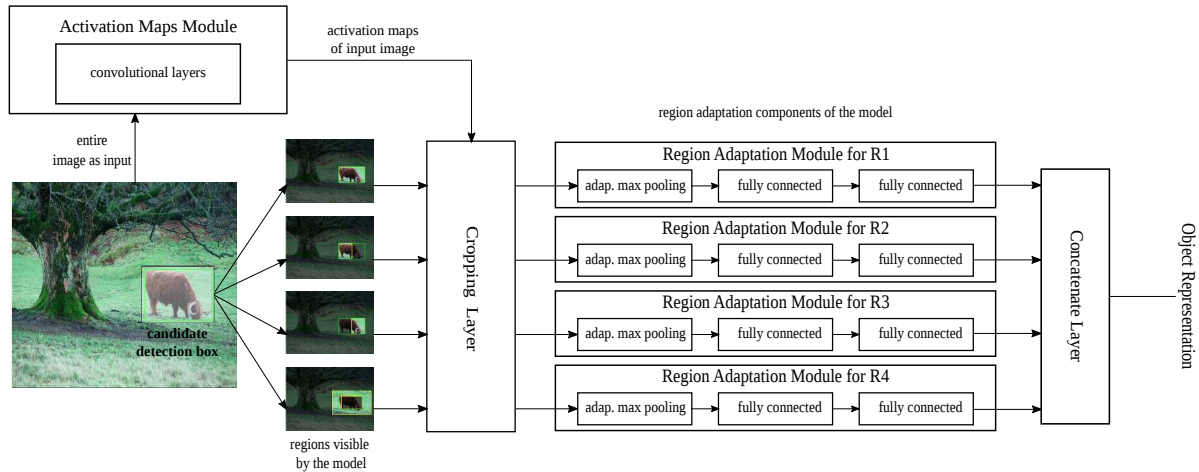 Activation Maps Module
convolutional layers
activation maps
of input image
entire
image as input
candidate
detection box
regions visible
by the model
Cropping Layer
region adaptation components of the model
Region Adaptation Module for R1
adap. max pooling
fully connected
fully connected
Region Adaptation Module for R2
adap. max pooling
fully connected
fully connected
Region Adaptation Module for R3
adap. max pooling
fully connected
fully connected
Region Adaptation Module for R4
adap. max pooling
fully connected
fully connected
Concatenate Layer
Object Representation